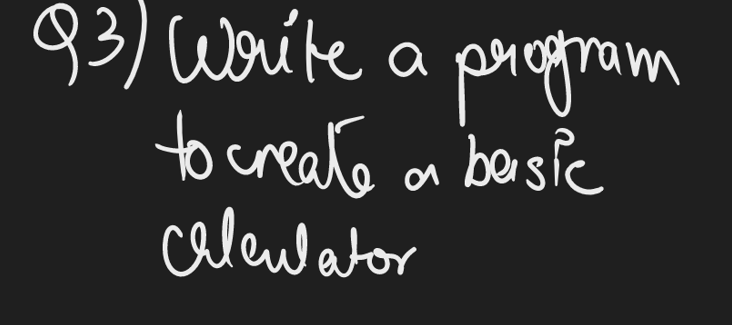 Q3) Write a program
to create a basic
calculator